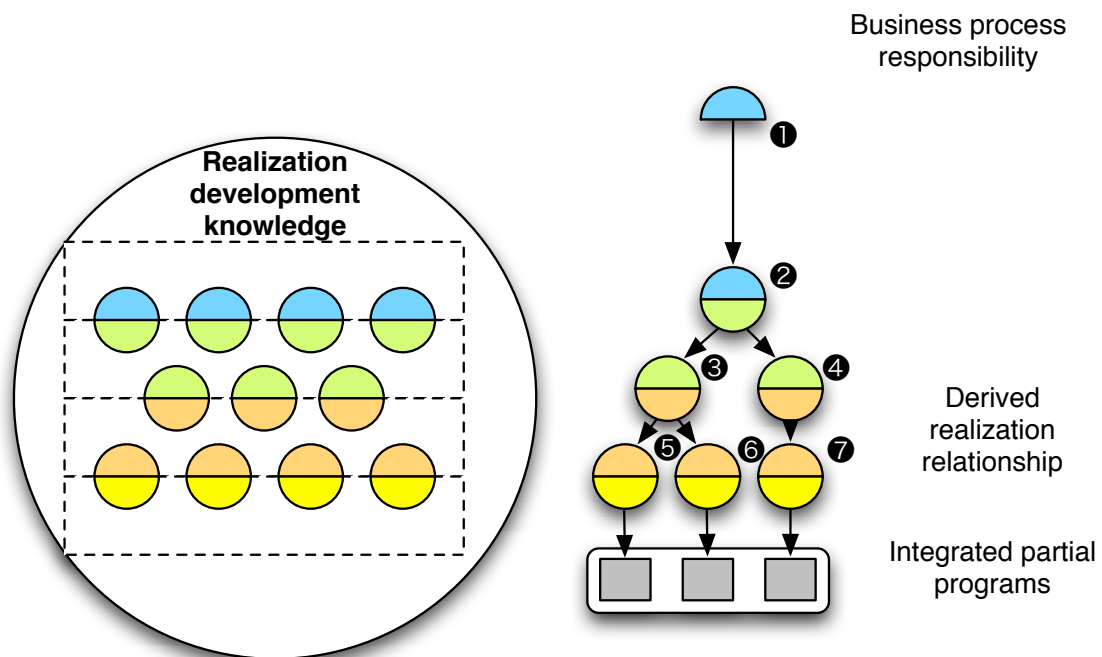 Business process
responsibility
❶
Realization
development
knowledge
❷
❸
❹
Derived
realization
relationship
❺
❻
❼
Integrated partial
programs